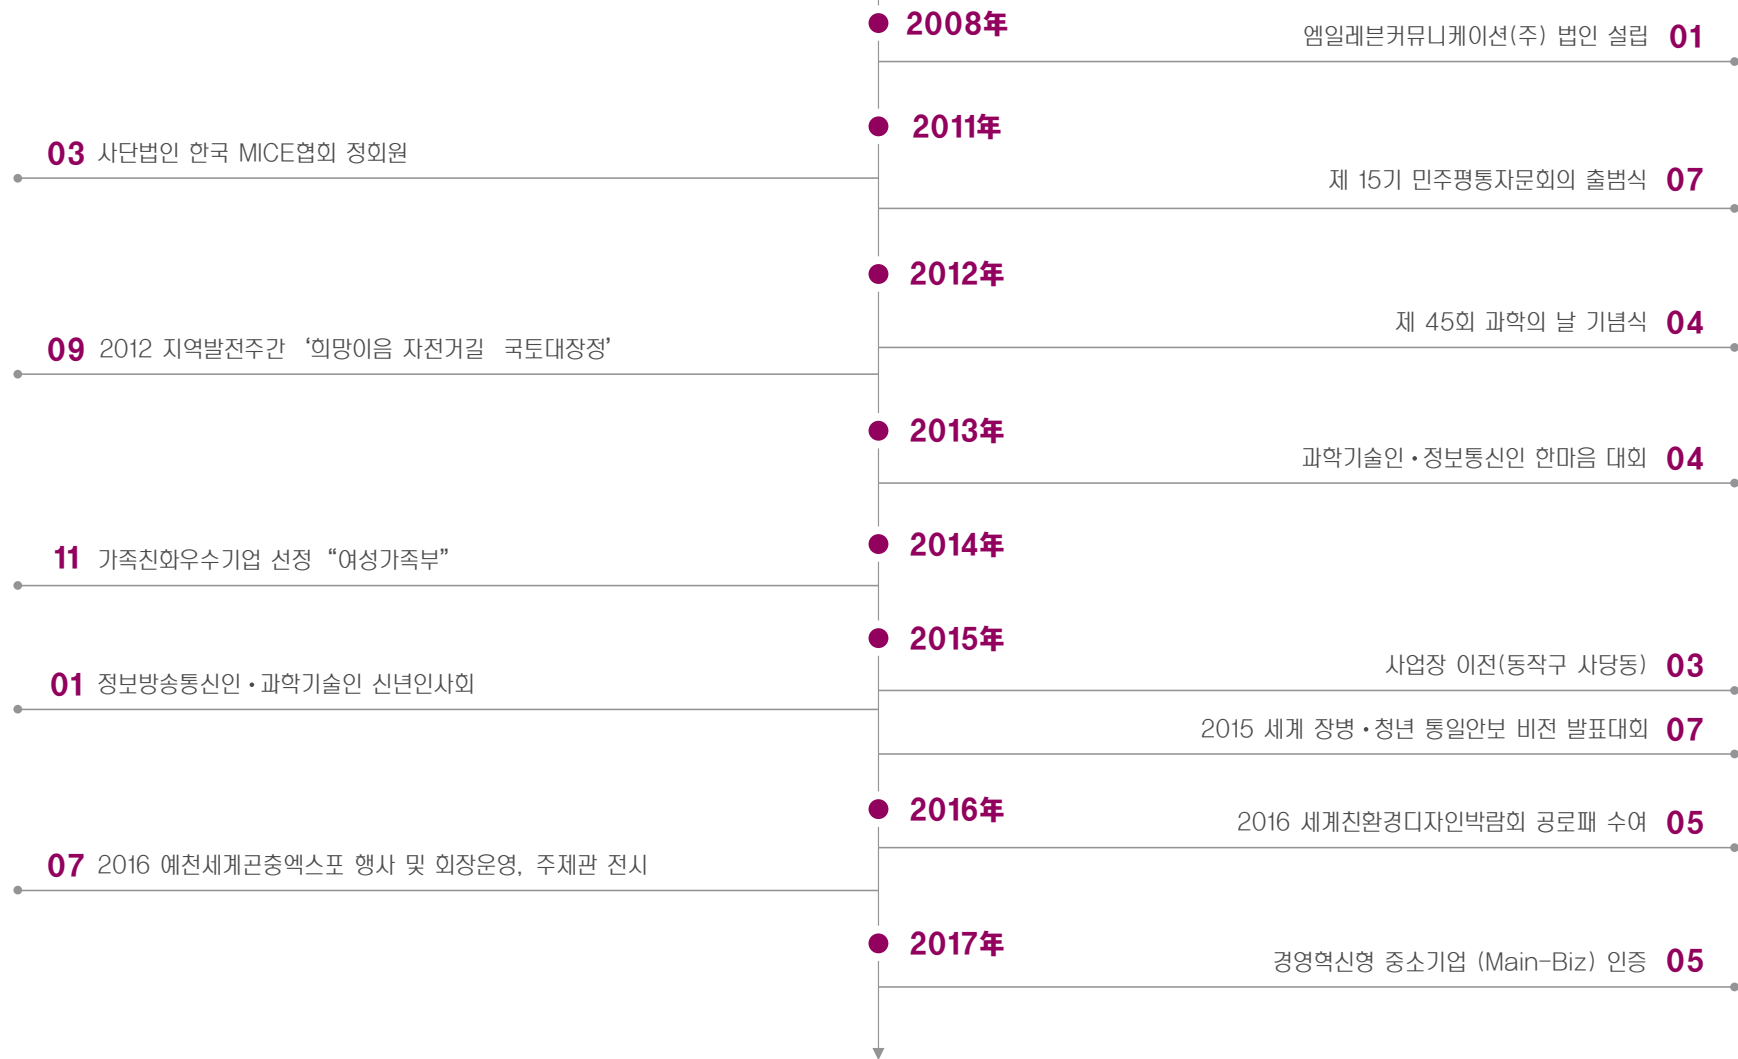 2008年
엠일레븐커뮤니케이션(주) 법인 설립 01
2011年
03 사단법인 한국 MICE협회 정회원
제 15기 민주평통자문회의 출범식 07
2012年
제 45회 과학의 날 기념식 04
09 2012 지역발전주간 ‘희망이음 자전거길 국토대장정’
2013年
과학기술인•정보통신인 한마음 대회 04
2014年
11 가족친화우수기업 선정 “여성가족부”
2015年
01 정보방송통신인•과학기술인 신년인사회
사업장 이전(동작구 사당동) 03
2015 세계 장병•청년 통일안보 비전 발표대회 07
2016年
2016 세계친환경디자인박람회 공로패 수여 05
07 2016 예천세계곤충엑스포 행사 및 회장운영, 주제관 전시
2017年
경영혁신형 중소기업 (Main-Biz) 인증 05